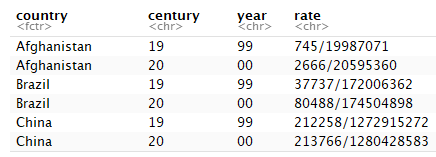 country century year rate
<fctr> <chr> <chr> <chr>
Afghanistan 19 99 745/19987071
Afghanistan 20 00 2666/20595360
Brazil 19 99 37737/172006362
Brazil 20 00 80488/174504898
China 19 99 212258/1272915272
China 20 00 213766/1280428583